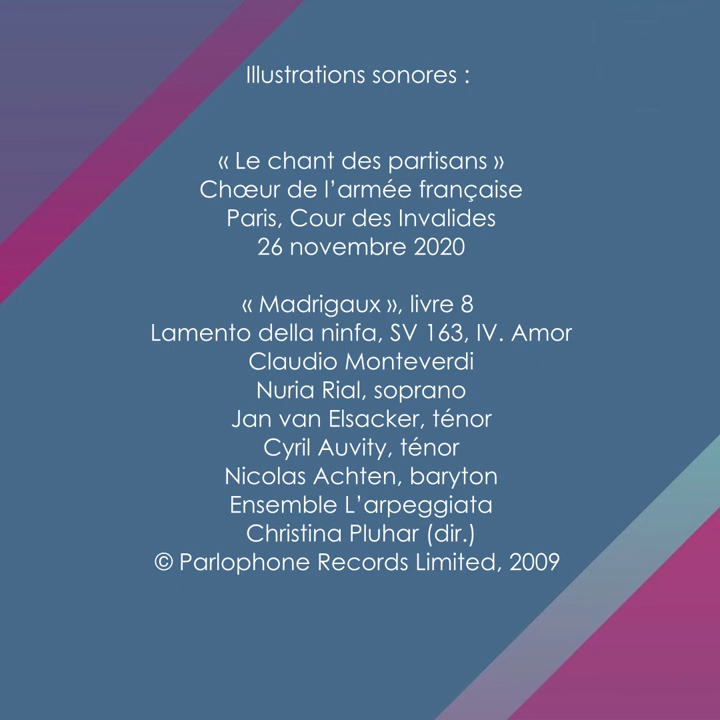 Illustrations sonores :
« Le chant des partisans »
Chœur de l’armée française
Paris, Cour des Invalides
26 novembre 2020
« Madrigaux », livre 8
Lamento della ninfa, SV 163, IV. Amor
Claudio Monteverdi
Nuria Rial, soprano
Jan van Elsacker, ténor
Cyril Auvity, ténor
Nicolas Achten, baryton
Ensemble L’arpeggiata
Christina Pluhar (dir.)
© Parlophone Records Limited, 2009